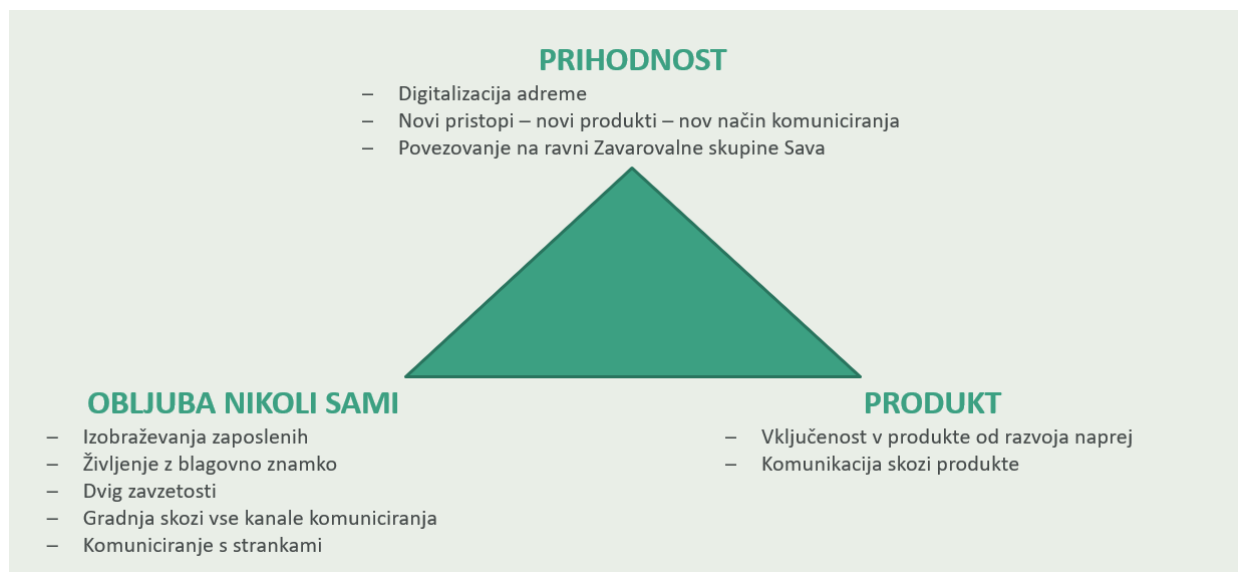 PRIHODNOST
– Digitalizacija adreme
– Novi pristopi – novi produkti – nov način komuniciranja
– Povezovanje na ravni Zavarovalne skupine Sava
OBLJUBA NIKOLI SAMI
– Izobraževanja zaposlenih
– Življenje z blagovno znamko
– Dvig zavzetosti
– Gradnja skozi vse kanale komuniciranja
– Komuniciranje s strankami
PRODUKT
– Vključenost v produkte od razvoja naprej
– Komunikacija skozi produkte